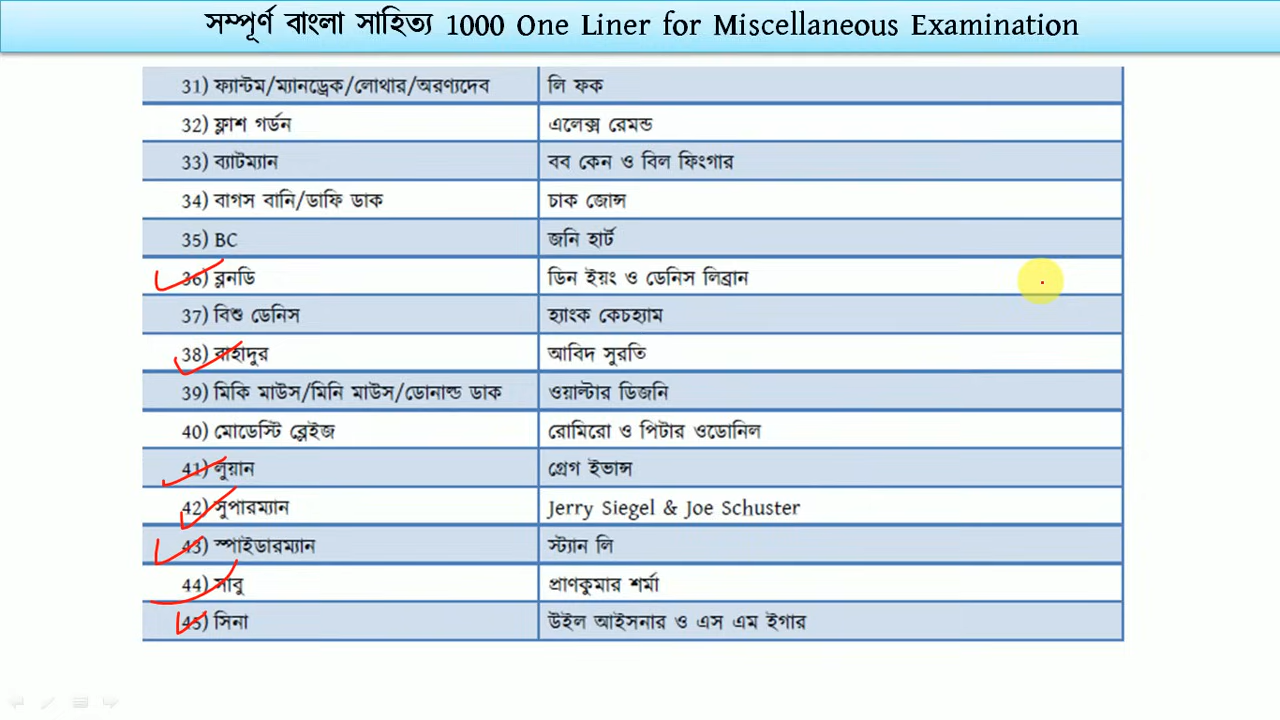 সম্পূর্ণ বাংলা সাহিত্য 1000 One Liner for Miscellaneous Examination
31) ফ্যান্টম/ম্যানড্রেক/লোথার/অরণ্যদেব লি ফক
32) ফ্লাশ গর্ডন এলেক্স রেমন্ড
33) ব্যাটম্যান বব কেন ও বিল ফিংগার
34) বাগস বানি/ডাফি ডাক চাক জোন্স
35) BC জনি হার্ট
36) ব্লনডি ডিন ইয়ং ও ডেনিস লিব্রান
37) বিশু ডেনিস হ্যাংক কেচহ্যাম
38) বাহাদুর আবিদ সুরতি
39) মিকি মাউস/মিনি মাউস/ডোনাল্ড ডাক ওয়াল্টার ডিজনি
40) মোডেস্টি ব্লেইজ রোমিরো ও পিটার ওডোনিল
41) লুয়ান গ্রেগ ইভান্স
42) সুপারম্যান Jerry Siegel & Joe Schuster
43) স্পাইডারম্যান স্ট্যান লি
44) সাবু প্রাণকুমার শর্মা
45) সিনা উইল আইসনার ও এস এম ইগার